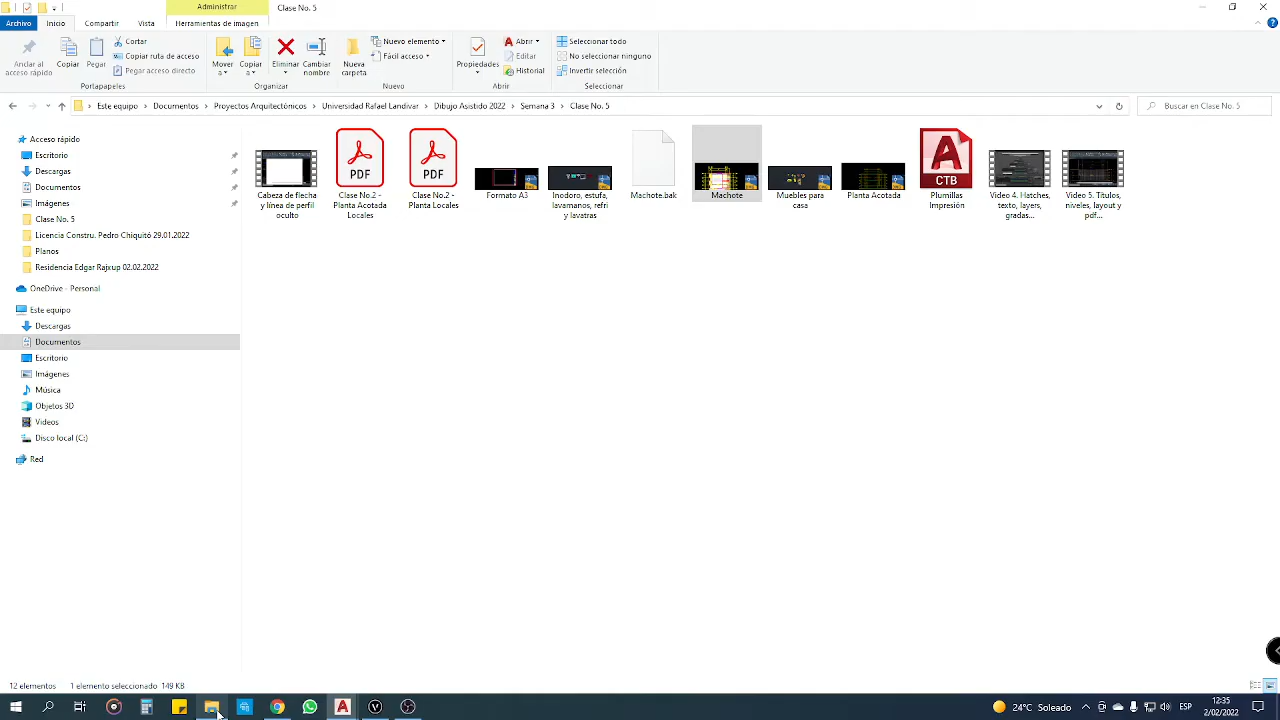 Administrar
Clase No. 5
Archivo
Inicio
Compartir
Vista
Herramientas de imagen
Anclar al
acceso rápido
Copiar
Pegar
Cortar
Copiar ruta de acceso
Pegar acceso directo
Portapapeles
Mover
a
Copiar
a
Eliminar
Cambiar
nombre
Organizar
Nueva
carpeta
Nuevo elemento
Fácil acceso
Nuevo
Propiedades
Abrir
Editar
Historial
Abrir
Seleccionar todo
No seleccionar ninguno
Invertir selección
Seleccionar
Este equipo > Documentos > Proyectos Arquitectónicos > Universidad Rafael Landivar > Dibujo Asistido 2022 > Semana 3 > Clase No. 5
Buscar en Clase No. 5
Acceso rápido
Escritorio
Descargas
Documentos
Imágenes
Clase No. 5
Licencia Constru. Pedro Chiquitó 29.01.2022
Planos
Residencia Edgar Rajxup 02.02.2022
OneDrive - Personal
Este equipo
Descargas
Documentos
Escritorio
Imágenes
Música
Objetos 3D
Videos
Disco local (C:)
Red
PDF
PDF
A
CTB
Cabeza de flecha
y línea de perfil
oculto
Clase No.2 -
Planta Acotada
Locales
Clase No.2 -
Planta Locales
Formato A3
Inodoro, estufa,
lavamanos, refri
y lavatras
Machote.bak
Machote
Muebles para
casa
Planta Acotada
Plumillas
Impresión
Video 4. Hatches,
texto, layers,
gradas...
Video 5. Títulos,
niveles, layout y
pdf...
12 elementos
1 elemento seleccionado 149 KB
A
V
24°C Soleado
ESP
12:35
2/02/2022